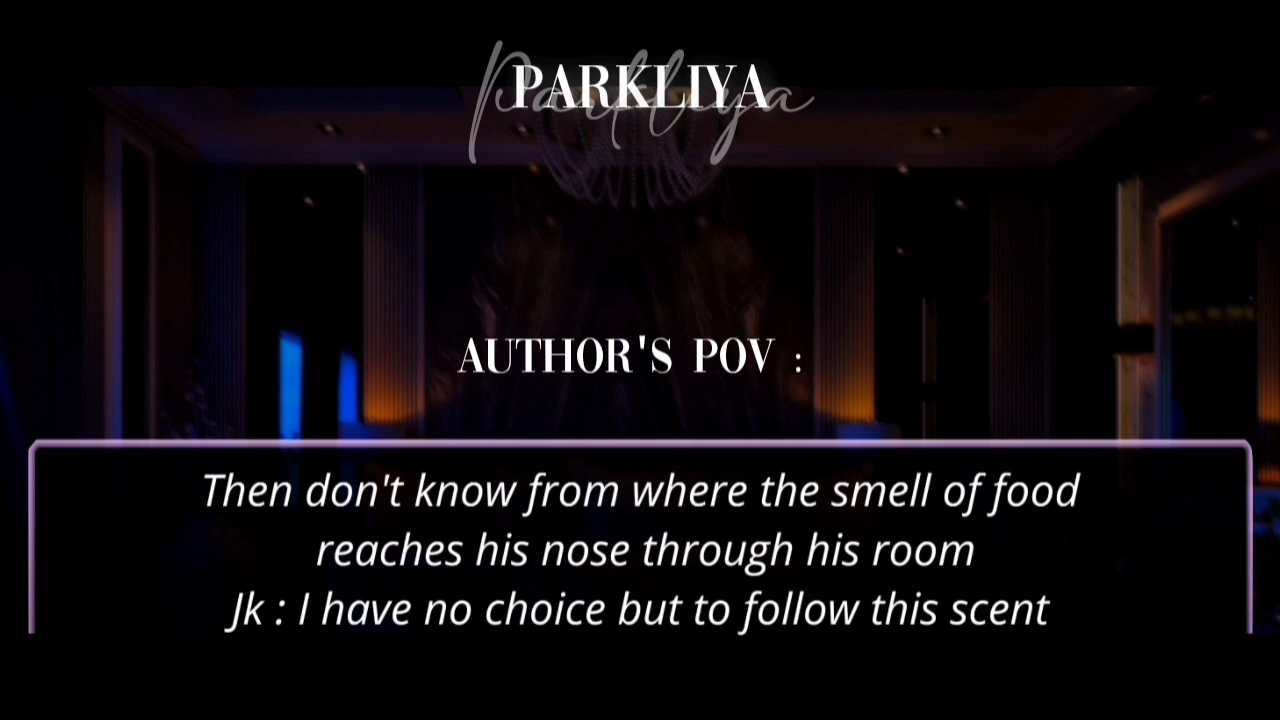 Parkliya
PARKLIYA
AUTHOR'S POV :
Then don't know from where the smell of food
reaches his nose through his room
Jk : I have no choice but to follow this scent